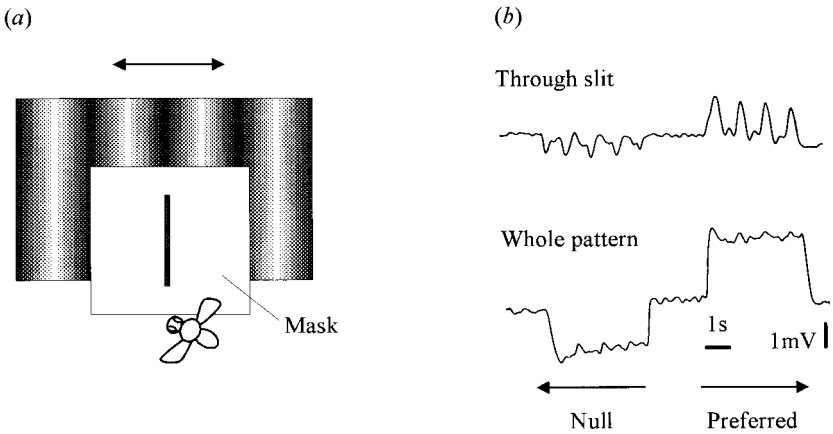 (a)
Mask
(b)
Through slit
Whole pattern
1s
1mV
Null
Preferred